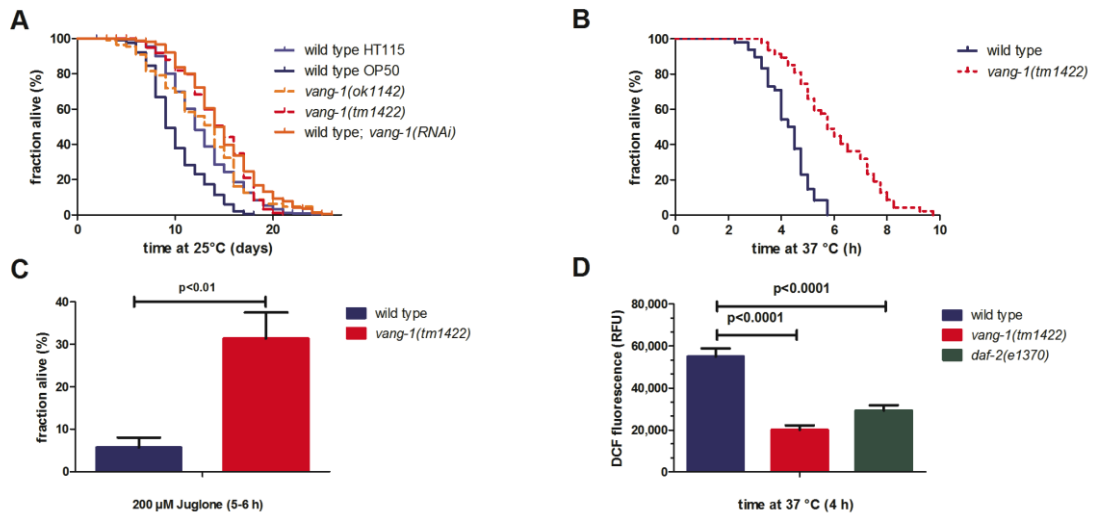 A
fraction alive (%)
100
80
60
40
20
0
0
10
20
time at 25°C (days)
wild type HT115
wild type OP50
vang-1(ok1142)
vang-1(tm1422)
wild type; vang-1(RNAi)
B
fraction alive (%)
100
80
60
40
20
0
0
2
4
6
8
10
time at 37 °C (h)
wild type
vang-1(tm1422)
C
fraction alive (%)
40
30
20
10
0
p<0.01
200 µM Juglone (5-6 h)
wild type
vang-1(tm1422)
D
DCF fluorescence (RFU)
80,000
60,000
40,000
20,000
0
p<0.0001
p<0.0001
time at 37 °C (4 h)
wild type
vang-1(tm1422)
daf-2(e1370)